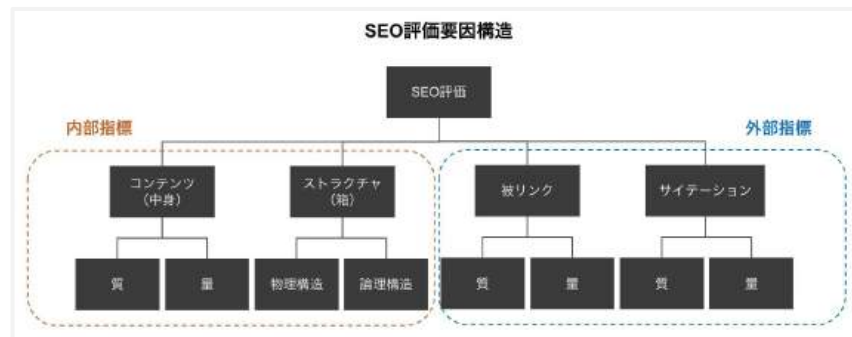 SEO評価要因構造
SEO評価
内部指標
外部指標
コンテンツ
（中身）
ストラクチャ
（箱）
被リンク
サイテーション
質
量
物理構造
論理構造
質
量
質
量